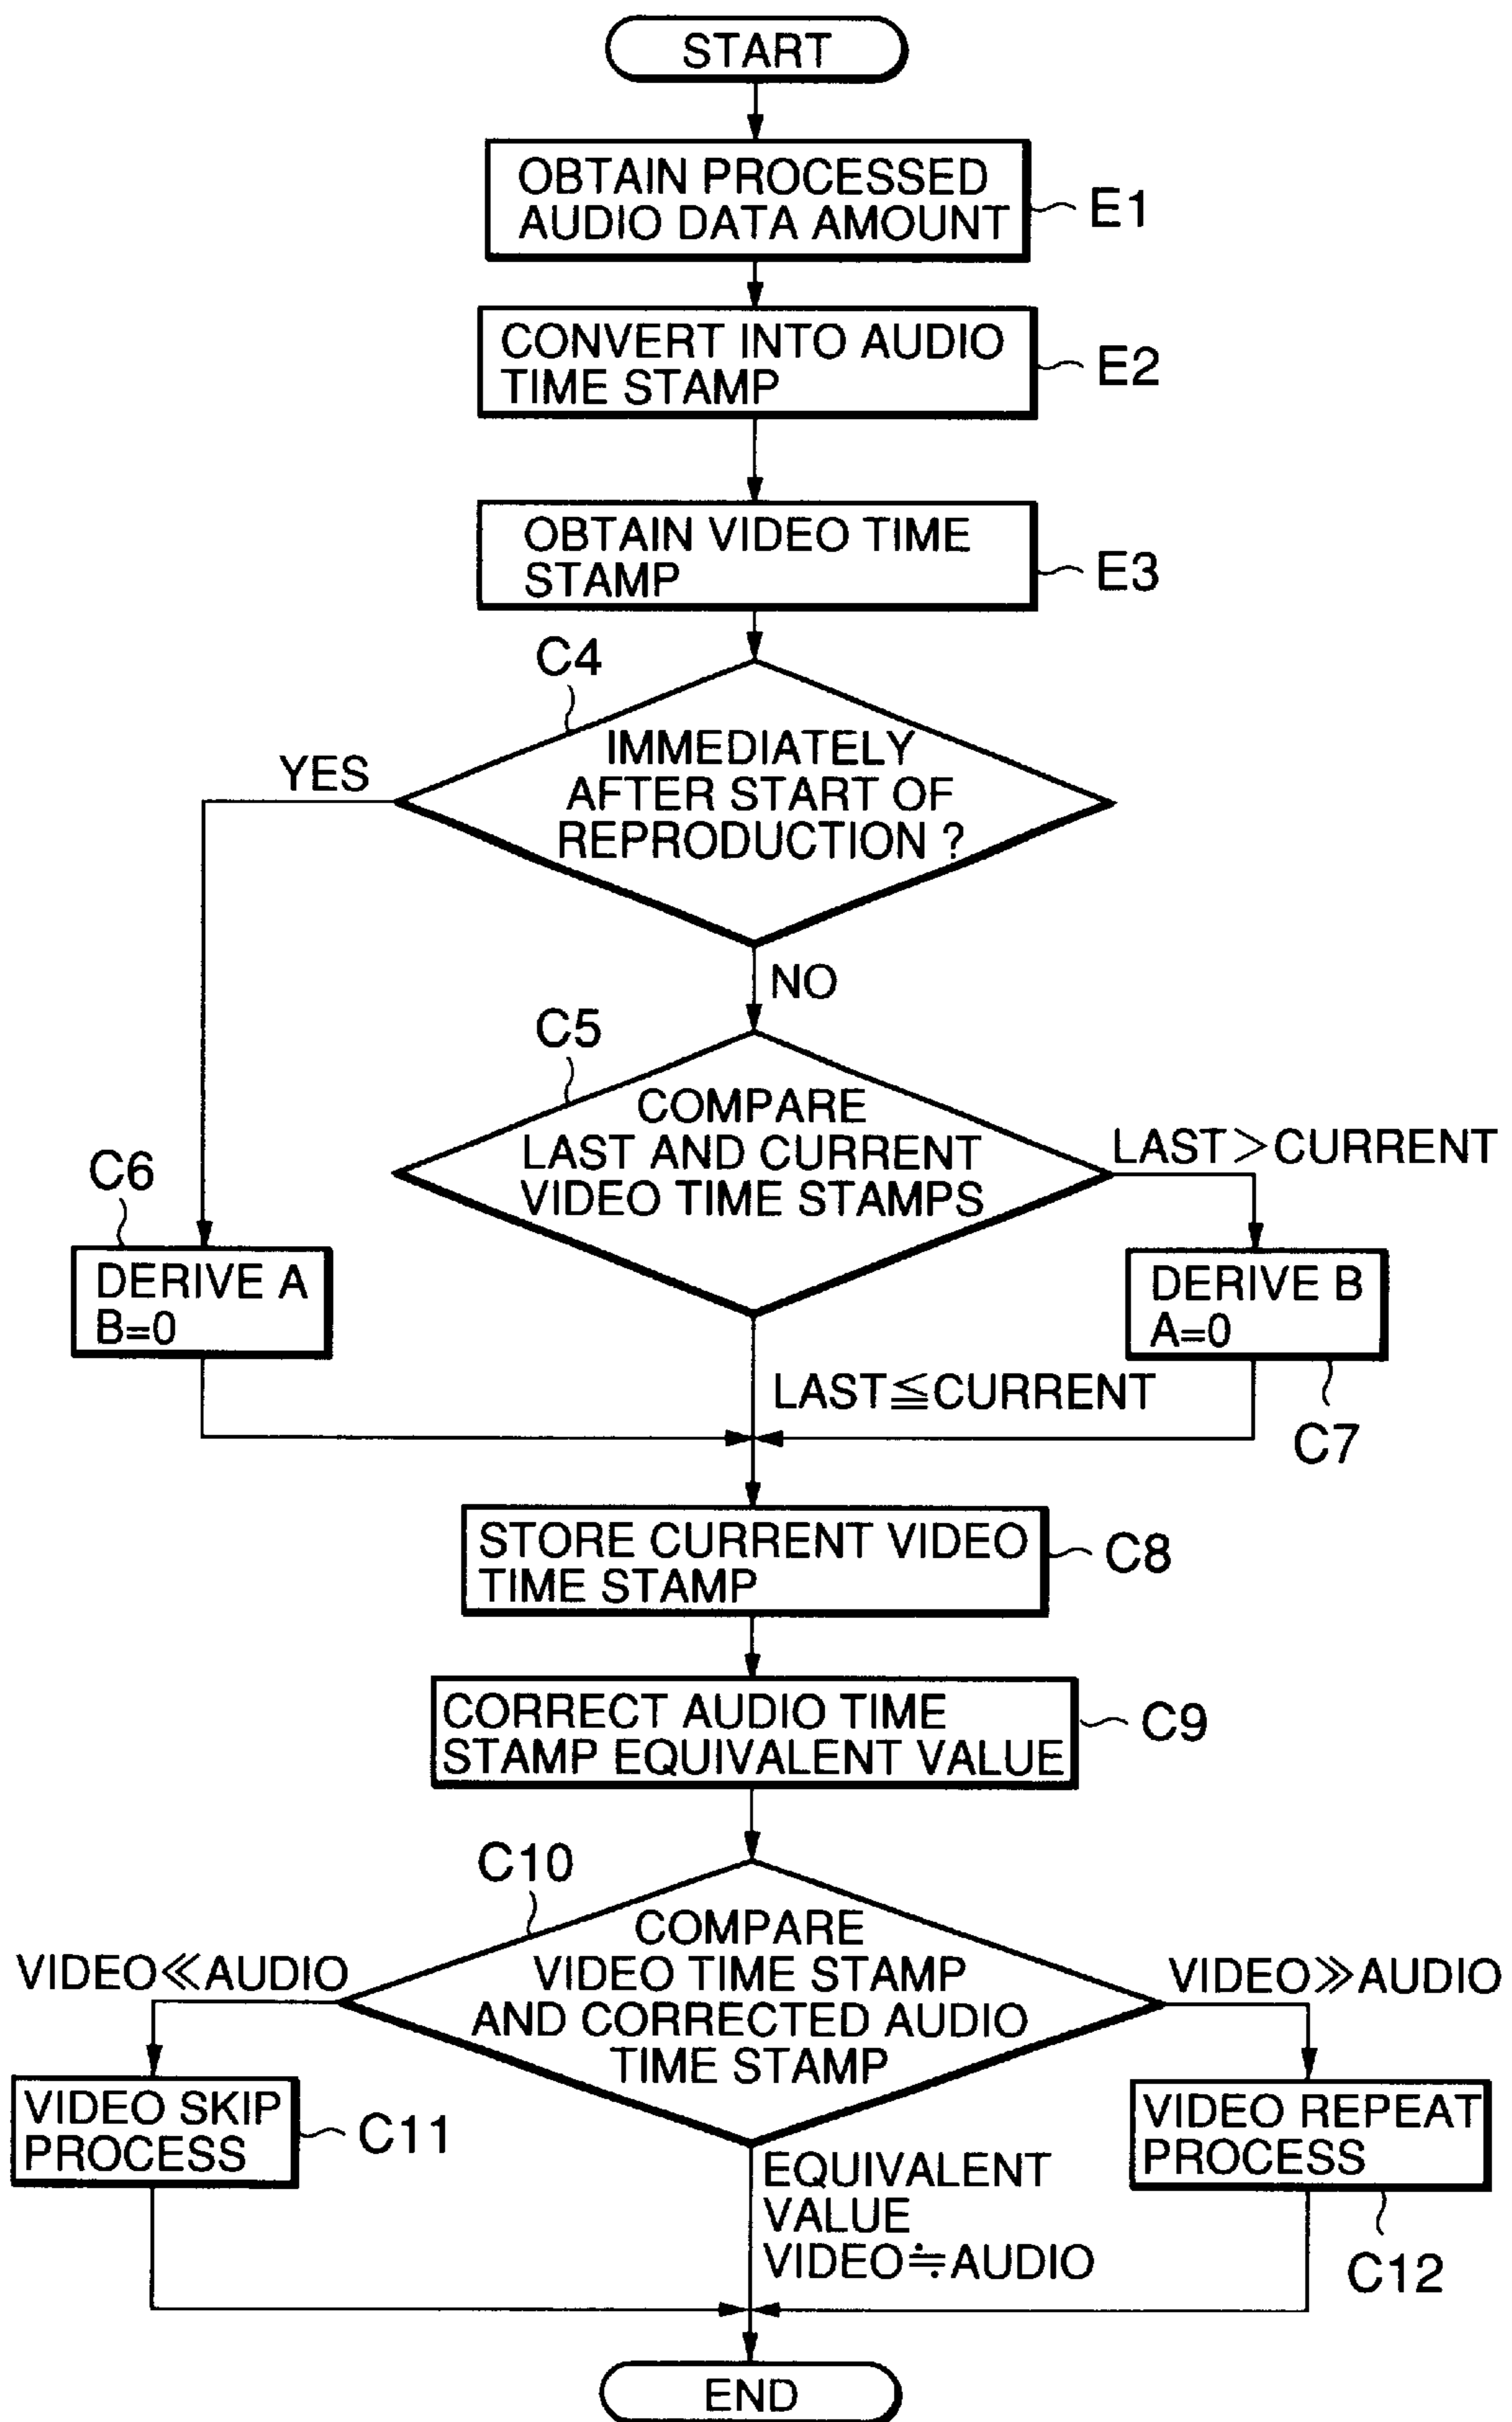 START
OBTAIN PROCESSED
AUDIO DATA AMOUNT
E1
CONVERT INTO AUDIO
TIME STAMP
E2
OBTAIN VIDEO TIME
STAMP
E3
C4
IMMEDIATELY
AFTER START OF
REPRODUCTION ?
YES
NO
C5
COMPARE
LAST AND CURRENT
VIDEO TIME STAMPS
LAST>CURRENT
C6
DERIVE A
B=0
DERIVE B
A=0
C7
LAST≦CURRENT
STORE CURRENT VIDEO
TIME STAMP
C8
CORRECT AUDIO TIME
STAMP EQUIVALENT VALUE
C9
C10
COMPARE
VIDEO TIME STAMP
AND CORRECTED AUDIO
TIME STAMP
VIDEO≪AUDIO
VIDEO≫AUDIO
VIDEO SKIP
PROCESS
C11
VIDEO REPEAT
PROCESS
C12
EQUIVALENT
VALUE
VIDEO≒AUDIO
END